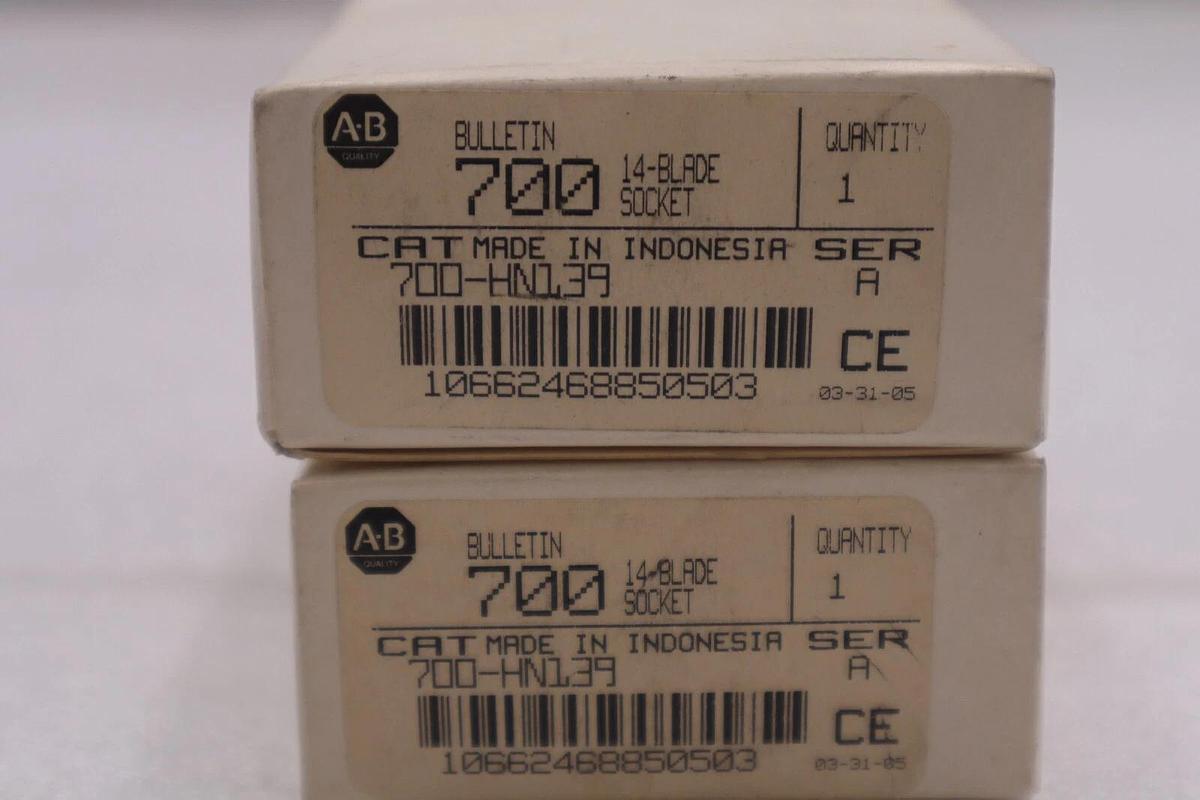 A·B
QUALITY
BULLETIN
700 14-BLADE
SOCKET
QUANTITY
1
CAT MADE IN INDONESIA SER
700-HN139 A
CE
10662468850503 03-31-05
A·B
QUALITY
BULLETIN
700 14-BLADE
SOCKET
QUANTITY
1
CAT MADE IN INDONESIA SER
700-HN139 A
CE
10662468850503 03-31-05